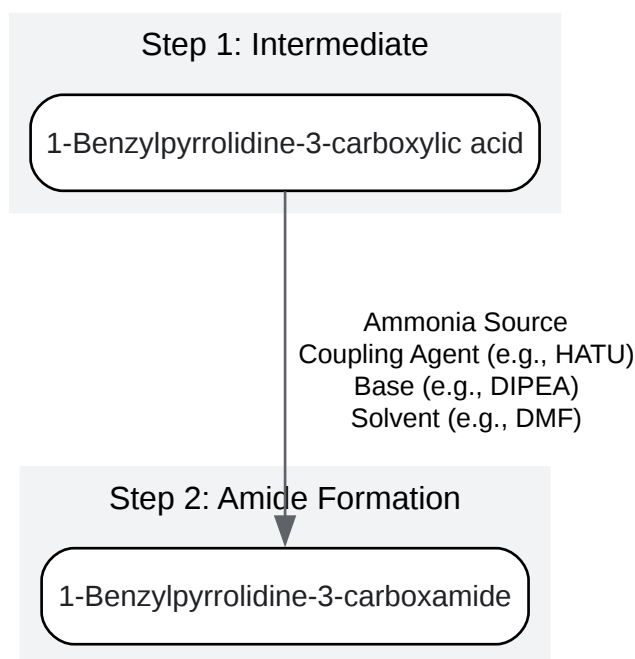 Step 1: Intermediate
1-Benzylpyrrolidine-3-carboxylic acid
Ammonia Source
Coupling Agent (e.g., HATU)
Base (e.g., DIPEA)
Solvent (e.g., DMF)
Step 2: Amide Formation
1-Benzylpyrrolidine-3-carboxamide